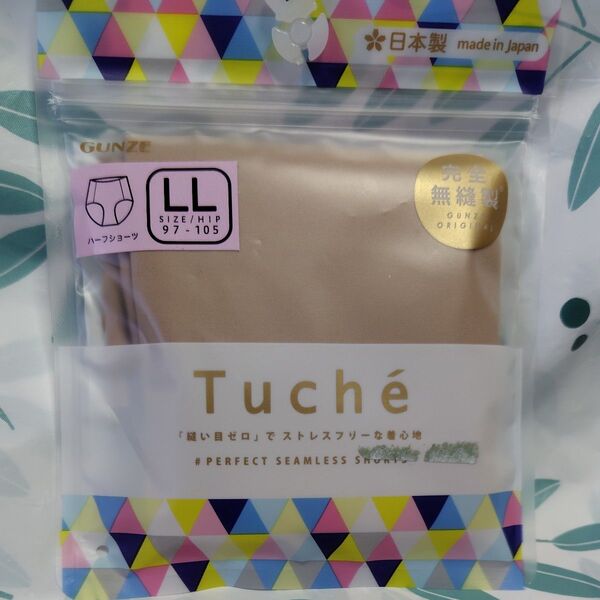 日本製 made in Japan
GUNZE
LL
SIZE/HIP
97 - 105
ハーフショーツ
完全
無縫製
GUNZE
ORIGINAL
Tuché
「縫い目ゼロ」で ストレスフリーな着心地
# PERFECT SEAMLESS SHORTS